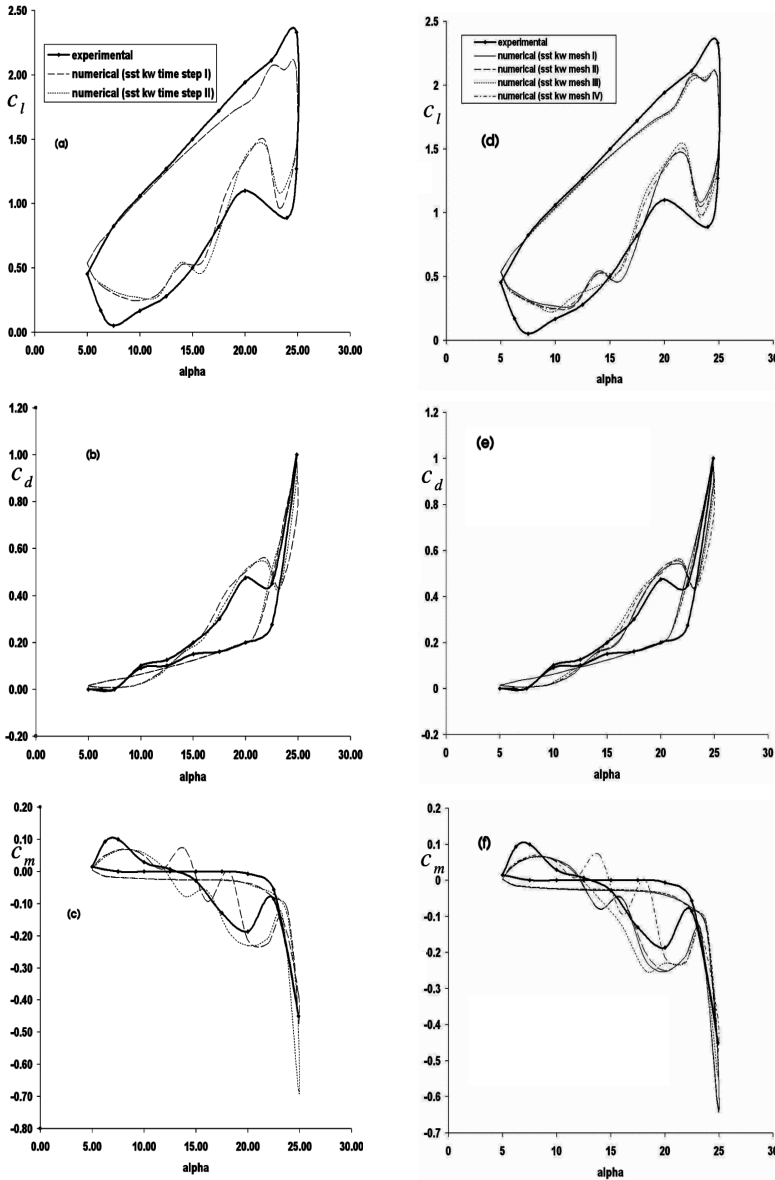 (a)
2.50
2.00
1.50
1.00
0.50
0.00
c_l
experimental
numerical (sst kw time step I)
numerical (sst kw time step II)
0.00 5.00 10.00 15.00 20.00 25.00 30.00
alpha
(d)
2.5
2
1.5
1
0.5
0
c_l
experimental
numerical (sst kw mesh I)
numerical (sst kw mesh II)
numerical (sst kw mesh III)
numerical (sst kw mesh IV)
0 5 10 15 20 25 30
alpha
(b)
1.20
1.00
0.80
0.60
0.40
0.20
0.00
-0.20
c_d
0.00 5.00 10.00 15.00 20.00 25.00 30.00
alpha
(e)
1.2
1
0.8
0.6
0.4
0.2
0
-0.2
c_d
0 5 10 15 20 25 30
alpha
(c)
0.20
0.10
0.00
-0.10
-0.20
-0.30
-0.40
-0.50
-0.60
-0.70
-0.80
c_m
0.00 5.00 10.00 15.00 20.00 25.00 30.00
alpha
(f)
0.2
0.1
0
-0.1
-0.2
-0.3
-0.4
-0.5
-0.6
-0.7
c_m
0 5 10 15 20 25 30
alpha